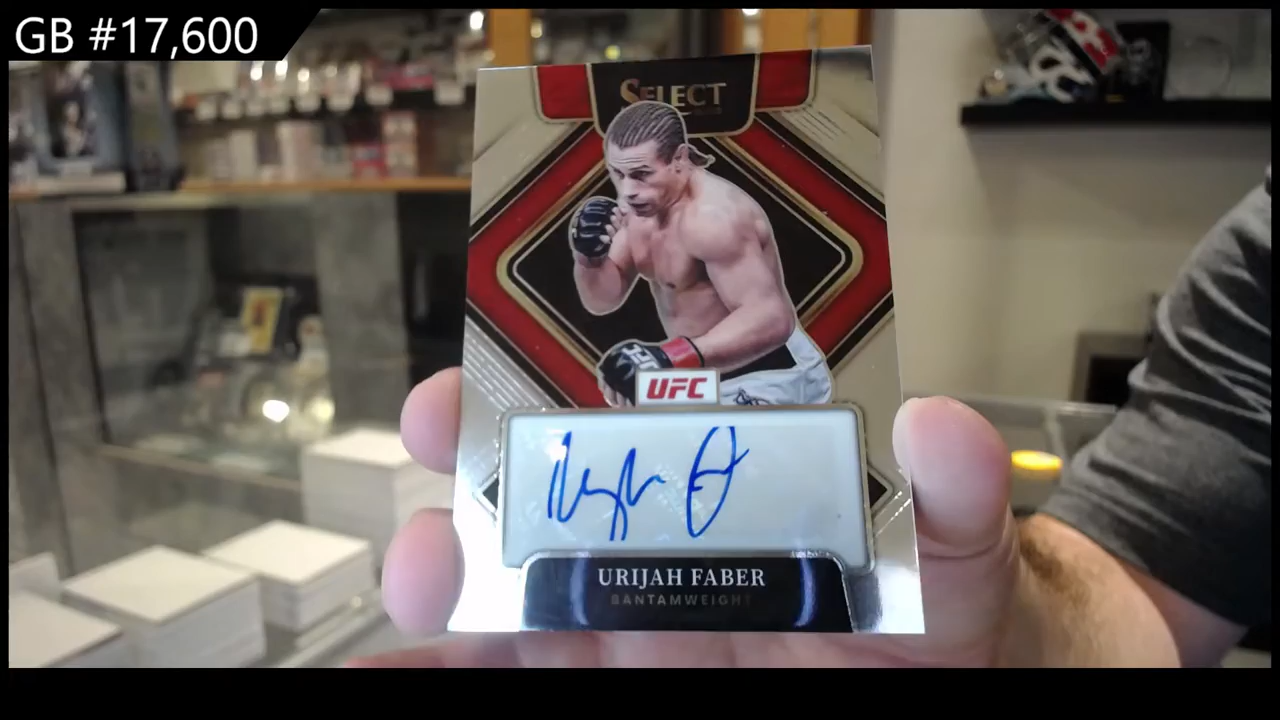 GB #17,600
SELECT
UFC
URIJAH FABER
BANTAMWEIGHT